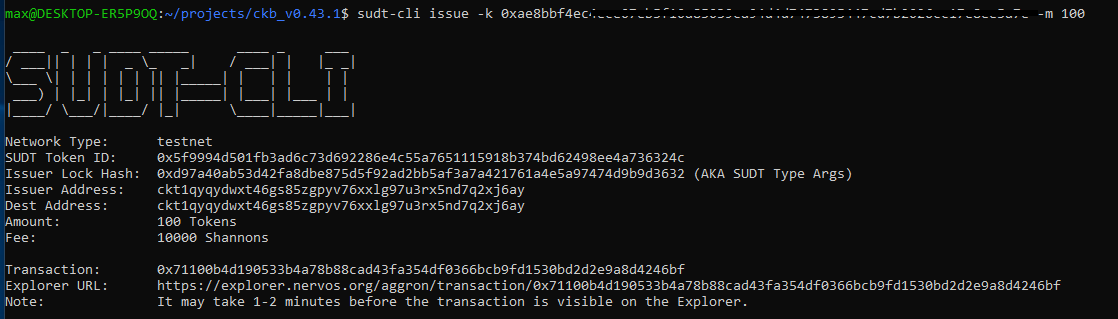 max@DESKTOP-ER5P9OQ:~/projects/ckb_v0.43.1$ sudt-cli issue -k -m 100
SUDT-CLI
Network Type: testnet
SUDT Token ID: 0x5f9994d501fb3ad6c73d692286e4c55a7651115918b374bd62498ee4a736324c
Issuer Lock Hash: 0xd97a40ab53d42fa8dbe875d5f92ad2bb5af3a7a421761a4e5a97474d9b9d3632 (AKA SUDT Type Args)
Issuer Address: ckt1qyqydwxt46gs85zgpyv76xxlg97u3rx5nd7q2xj6ay
Dest Address: ckt1qyqydwxt46gs85zgpyv76xxlg97u3rx5nd7q2xj6ay
Amount: 100 Tokens
Fee: 10000 Shannons
Transaction: 0x71100b4d190533b4a78b88cad43fa354df0366bcb9fd1530bd2d2e9a8d4246bf
Explorer URL: https://explorer.nervos.org/aggron/transaction/0x71100b4d190533b4a78b88cad43fa354df0366bcb9fd1530bd2d2e9a8d4246bf
Note: It may take 1-2 minutes before the transaction is visible on the Explorer.